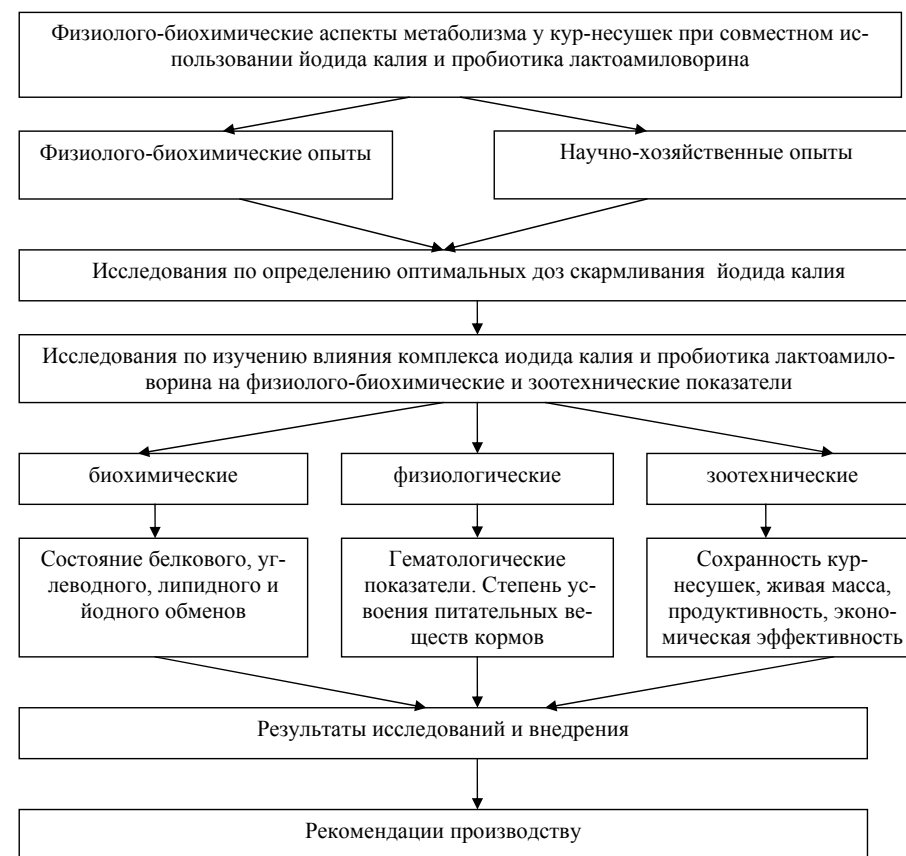 Физиолого-биохимические аспекты метаболизма у кур-несушек при совместном ис-
пользовании йодида калия и пробиотика лактоамиловорина
Физиолого-биохимические опыты
Научно-хозяйственные опыты
Исследования по определению оптимальных доз скармливания йодида калия
Исследования по изучению влияния комплекса иодида калия и пробиотика лактоамило-
ворина на физиолого-биохимические и зоотехнические показатели
биохимические
физиологические
зоотехнические
Состояние белкового, уг-
леводного, липидного и
йодного обменов
Гематологические
показатели. Степень ус-
воения питательных ве-
ществ кормов
Сохранность кур-
несушек, живая масса,
продуктивность, эконо-
мическая эффективность
Результаты исследований и внедрения
Рекомендации производству